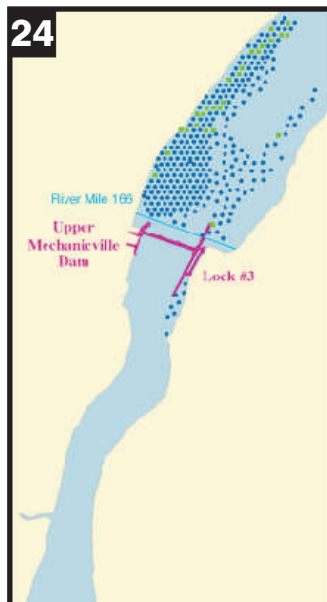 24
River Mile 166
Upper
Mechanicville
Dam
Lock #3